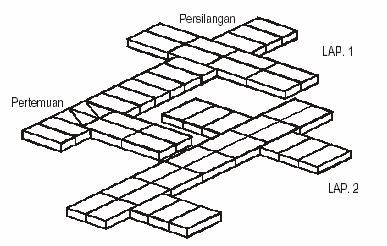 Persilangan
LAP. 1
Pertemuan
LAP. 2